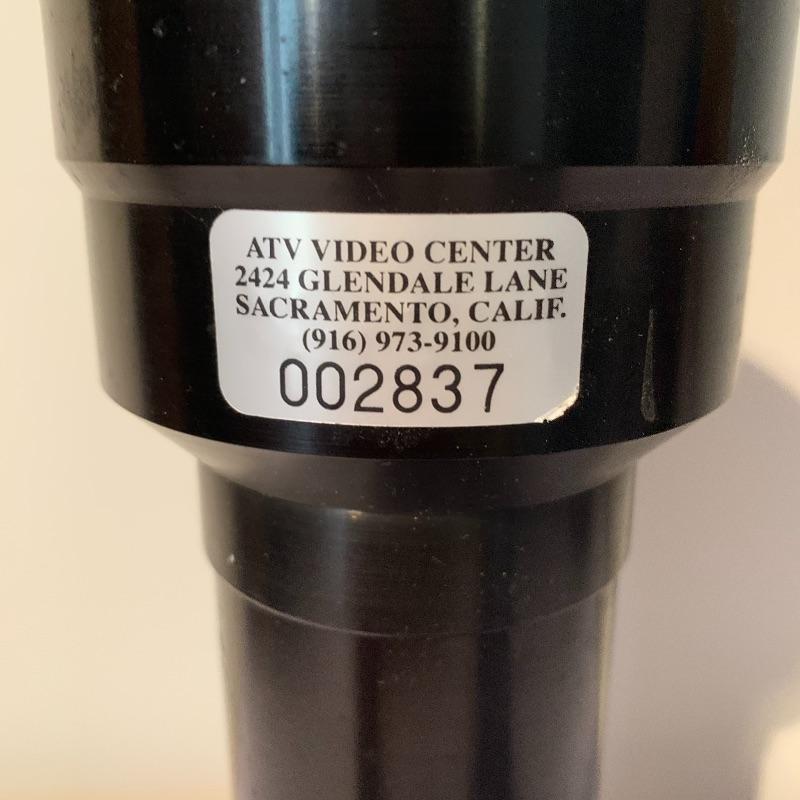 ATV VIDEO CENTER
2424 GLENDALE LANE
SACRAMENTO, CALIF.
(916) 973-9100
002837